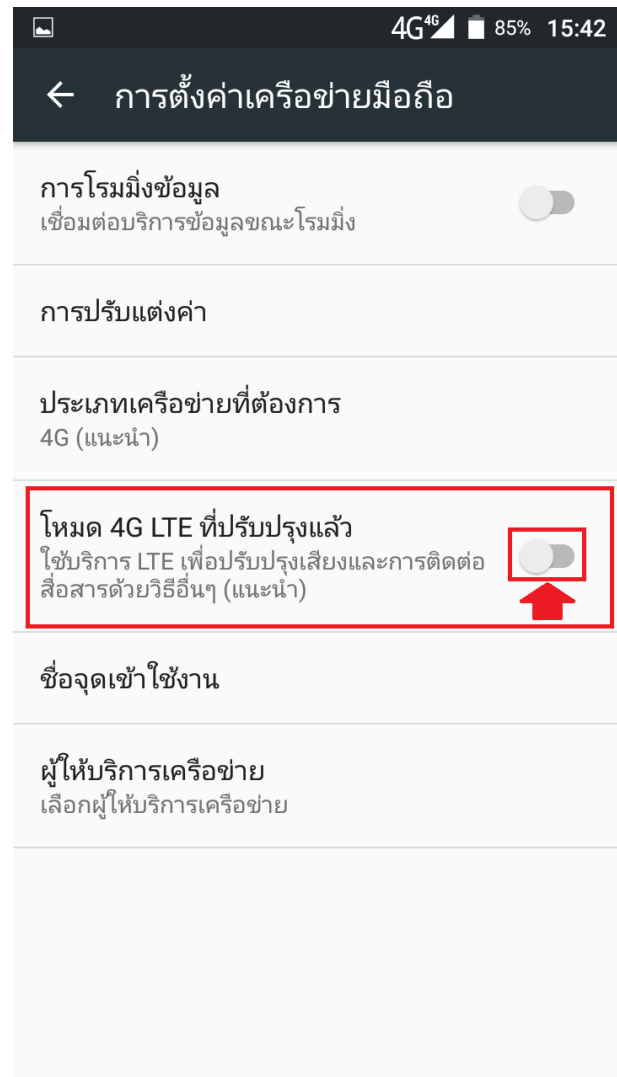 4G 4G 85% 15:42
การตั้งค่าเครือข่ายมือถือ
การโรมมิ่งข้อมูล
เชื่อมต่อบริการข้อมูลขณะโรมมิ่ง
การปรับแต่งค่า
ประเภทเครือข่ายที่ต้องการ
4G (แนะนำ)
โหมด 4G LTE ที่ปรับปรุงแล้ว
ใช้บริการ LTE เพื่อปรับปรุงเสียงและการติดต่อ
สื่อสารด้วยวิธีอื่นๆ (แนะนำ)
ชื่อจุดเข้าใช้งาน
ผู้ให้บริการเครือข่าย
เลือกผู้ให้บริการเครือข่าย